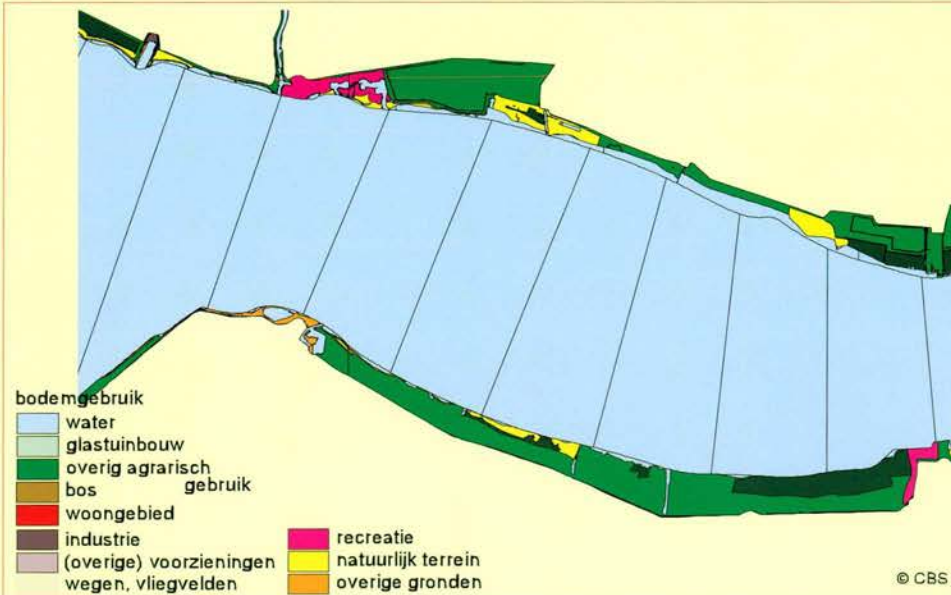 bodemgebruik
water
glastuinbouw
overig agrarisch
gebruik
bos
woongebied
industrie
(overige) voorzieningen
wegen, vliegvelden
recreatie
natuurlijk terrein
overige gronden
© CBS